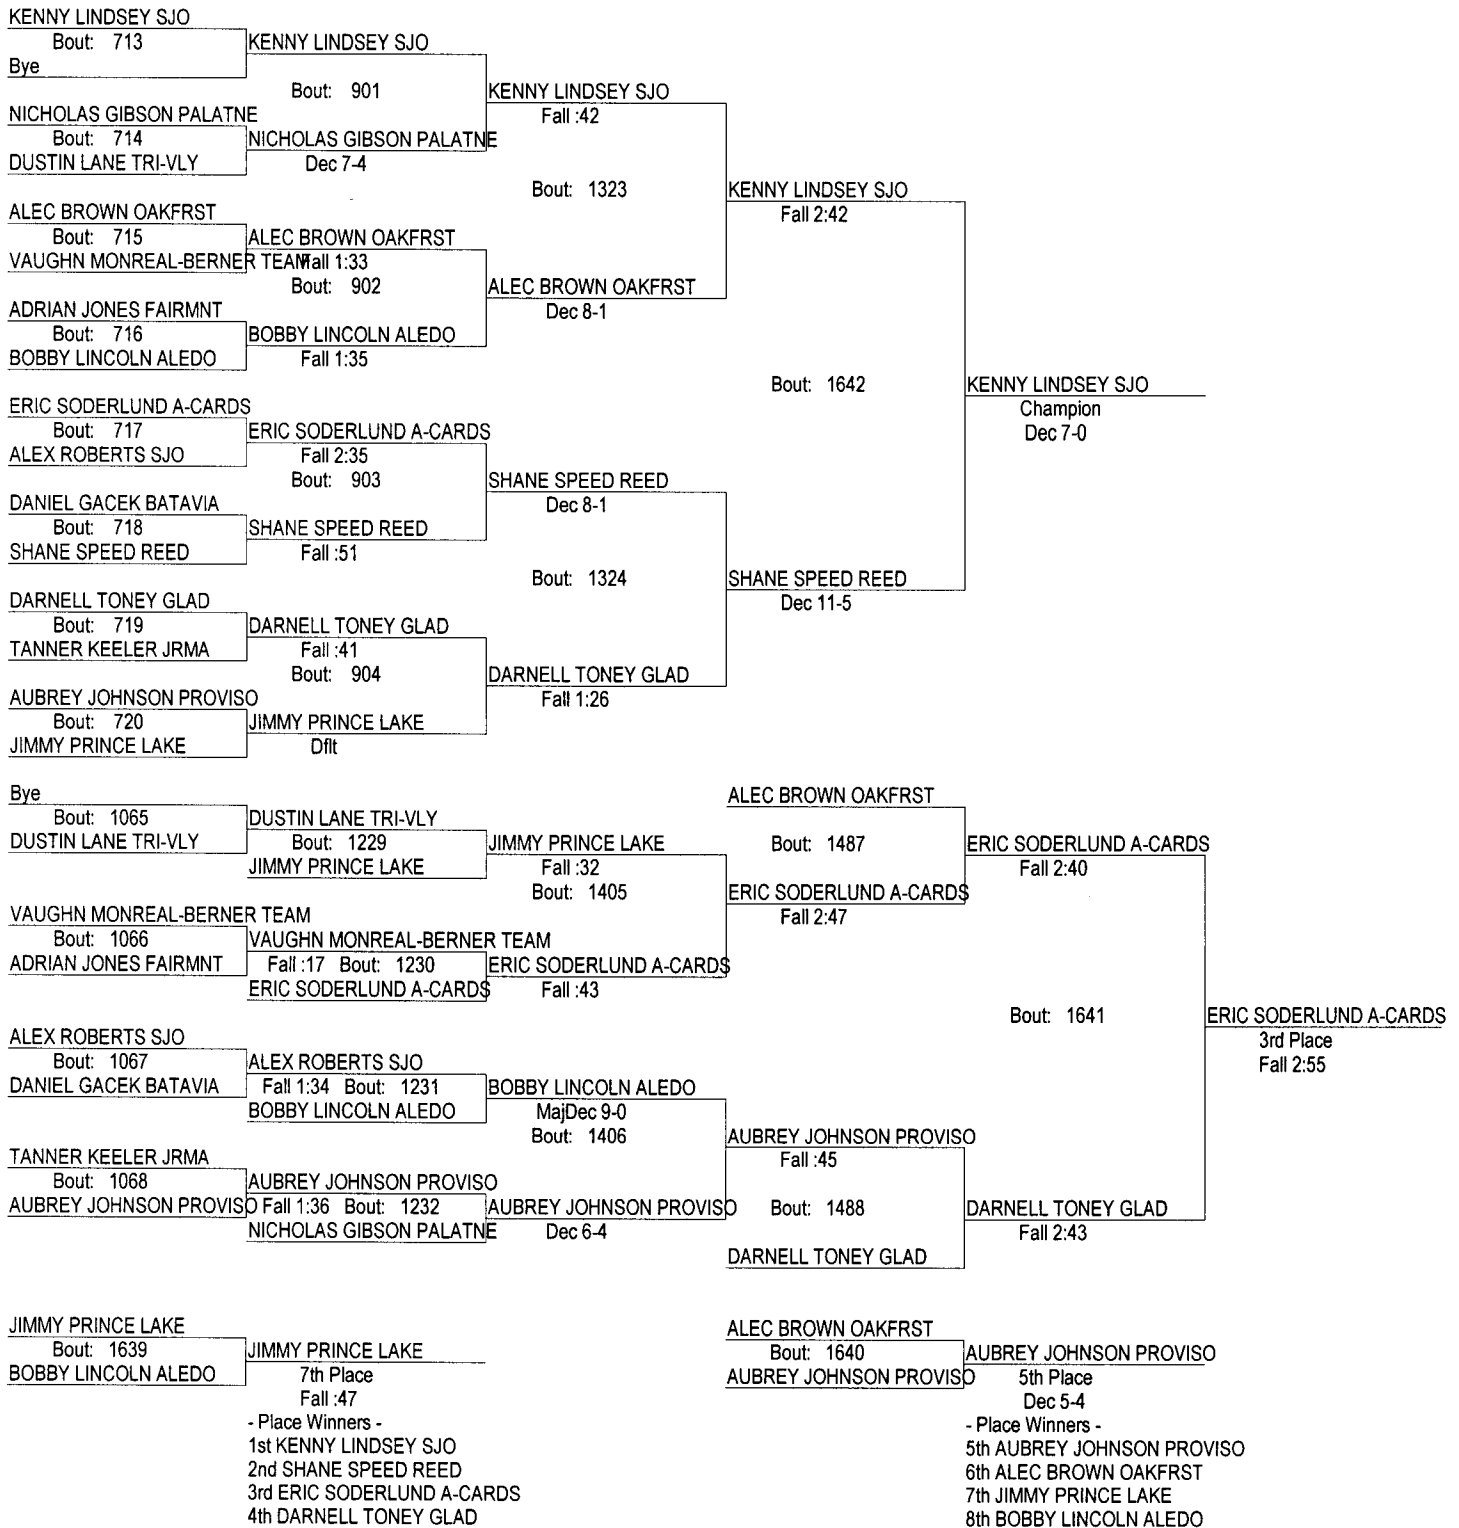 KENNY LINDSEY SJO
Bout: 713
Bye
KENNY LINDSEY SJO
Bout: 901
NICHOLAS GIBSON PALATNE
Bout: 714
DUSTIN LANE TRI-VLY
NICHOLAS GIBSON PALATNE
Dec 7-4
KENNY LINDSEY SJO
Fall :42
Bout: 1323
ALEC BROWN OAKFRST
Bout: 715
VAUGHN MONREAL-BERNER TEAM
ALEC BROWN OAKFRST
Fall 1:33
Bout: 902
ADRIAN JONES FAIRMNT
Bout: 716
BOBBY LINCOLN ALEDO
BOBBY LINCOLN ALEDO
Fall 1:35
ALEC BROWN OAKFRST
Dec 8-1
KENNY LINDSEY SJO
Fall 2:42
Bout: 1642
KENNY LINDSEY SJO
Champion
Dec 7-0
ERIC SODERLUND A-CARDS
Bout: 717
ALEX ROBERTS SJO
ERIC SODERLUND A-CARDS
Fall 2:35
Bout: 903
DANIEL GACEK BATAVIA
Bout: 718
SHANE SPEED REED
SHANE SPEED REED
Fall :51
SHANE SPEED REED
Dec 8-1
Bout: 1324
SHANE SPEED REED
Dec 11-5
DARNELL TONEY GLAD
Bout: 719
TANNER KEELER JRMA
DARNELL TONEY GLAD
Fall :41
Bout: 904
AUBREY JOHNSON PROVISO
Bout: 720
JIMMY PRINCE LAKE
JIMMY PRINCE LAKE
Dflt
DARNELL TONEY GLAD
Fall 1:26
Bye
Bout: 1065
DUSTIN LANE TRI-VLY
DUSTIN LANE TRI-VLY
Bout: 1229
JIMMY PRINCE LAKE
JIMMY PRINCE LAKE
Fall :32
Bout: 1405
VAUGHN MONREAL-BERNER TEAM
Bout: 1066
ADRIAN JONES FAIRMNT
VAUGHN MONREAL-BERNER TEAM
Fall :17 Bout: 1230
ERIC SODERLUND A-CARDS
ERIC SODERLUND A-CARDS
Fall :43
ALEC BROWN OAKFRST
Bout: 1487
ERIC SODERLUND A-CARDS
Fall 2:47
ERIC SODERLUND A-CARDS
Fall 2:40
Bout: 1641
ERIC SODERLUND A-CARDS
3rd Place
Fall 2:55
ALEX ROBERTS SJO
Bout: 1067
DANIEL GACEK BATAVIA
ALEX ROBERTS SJO
Fall 1:34 Bout: 1231
BOBBY LINCOLN ALEDO
BOBBY LINCOLN ALEDO
MajDec 9-0
Bout: 1406
TANNER KEELER JRMA
Bout: 1068
AUBREY JOHNSON PROVISO
AUBREY JOHNSON PROVISO
Fall 1:36 Bout: 1232
NICHOLAS GIBSON PALATNE
AUBREY JOHNSON PROVISO
Dec 6-4
AUBREY JOHNSON PROVISO
Fall :45
Bout: 1488
DARNELL TONEY GLAD
DARNELL TONEY GLAD
Fall 2:43
JIMMY PRINCE LAKE
Bout: 1639
BOBBY LINCOLN ALEDO
JIMMY PRINCE LAKE
7th Place
Fall :47
- Place Winners -
1st KENNY LINDSEY SJO
2nd SHANE SPEED REED
3rd ERIC SODERLUND A-CARDS
4th DARNELL TONEY GLAD
ALEC BROWN OAKFRST
Bout: 1640
AUBREY JOHNSON PROVISO
AUBREY JOHNSON PROVISO
5th Place
Dec 5-4
- Place Winners -
5th AUBREY JOHNSON PROVISO
6th ALEC BROWN OAKFRST
7th JIMMY PRINCE LAKE
8th BOBBY LINCOLN ALEDO